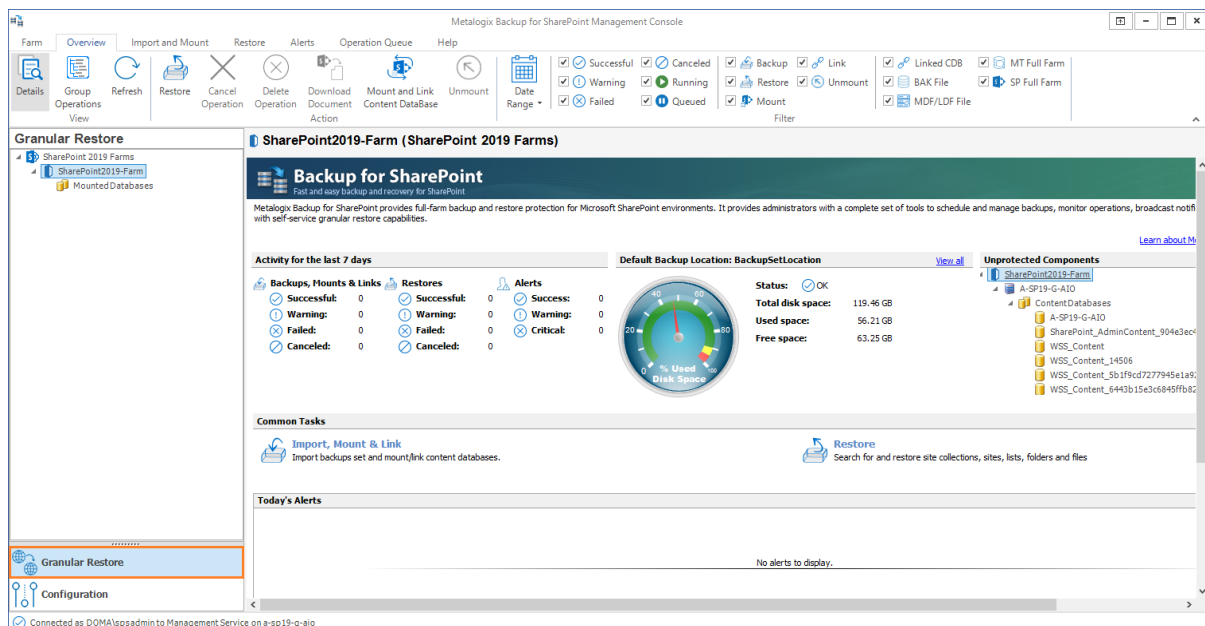 Metalogix Backup for SharePoint Management Console
Farm Overview Import and Mount Restore Alerts Operation Queue Help
Details
Group Operations
Refresh
View
Restore
Cancel Operation
Delete Operation
Download Document
Mount and Link Content DataBase
Unmount
Action
Date Range
Successful Canceled Backup Link Linked CDB MT Full Farm
Warning Running Restore Unmount BAK File SP Full Farm
Failed Queued Mount MDF/LDF File
Filter
Granular Restore
SharePoint 2019 Farms
SharePoint2019-Farm
Mounted Databases
SharePoint2019-Farm (SharePoint 2019 Farms)
Backup for SharePoint
Fast and easy backup and recovery for SharePoint
Metalogix Backup for SharePoint provides full-farm backup and restore protection for Microsoft SharePoint environments. It provides administrators with a complete set of tools to schedule and manage backups, monitor operations, broadcast notifi
with self-service granular restore capabilities.
Learn about M
Activity for the last 7 days
Backups, Mounts & Links Restores Alerts
Successful: 0 Successful: 0 Success: 0
Warning: 0 Warning: 0 Warning: 0
Failed: 0 Failed: 0 Critical: 0
Canceled: 0 Canceled: 0
Default Backup Location: BackupSetLocation View all
0 20 40 60 80 100
% Used
Disk Space
Status: OK
Total disk space: 119.46 GB
Used space: 56.21 GB
Free space: 63.25 GB
Unprotected Components
SharePoint2019-Farm
A-SP19-G-AIO
ContentDatabases
A-SP19-G-AIO
SharePoint_AdminContent_904e3ec4
WSS_Content
WSS_Content_14506
WSS_Content_5b1f9cd7277945e1a92
WSS_Content_6443b15e3c6845ffb82
Common Tasks
Import, Mount & Link
Import backups set and mount/link content databases.
Restore
Search for and restore site collections, sites, lists, folders and files
Today's Alerts
No alerts to display.
Granular Restore
Configuration
Connected as DOMA\spsadmin to Management Service on a-sp19-g-aio